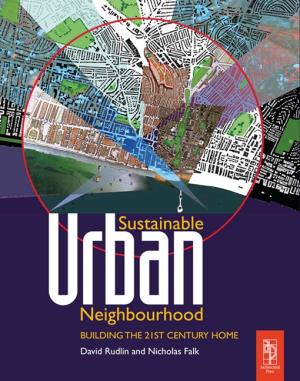 Sustainable
Urban
Neighbourhood
BUILDING THE 21ST CENTURY HOME
David Rudlin and Nicholas Falk
Architectural
Press